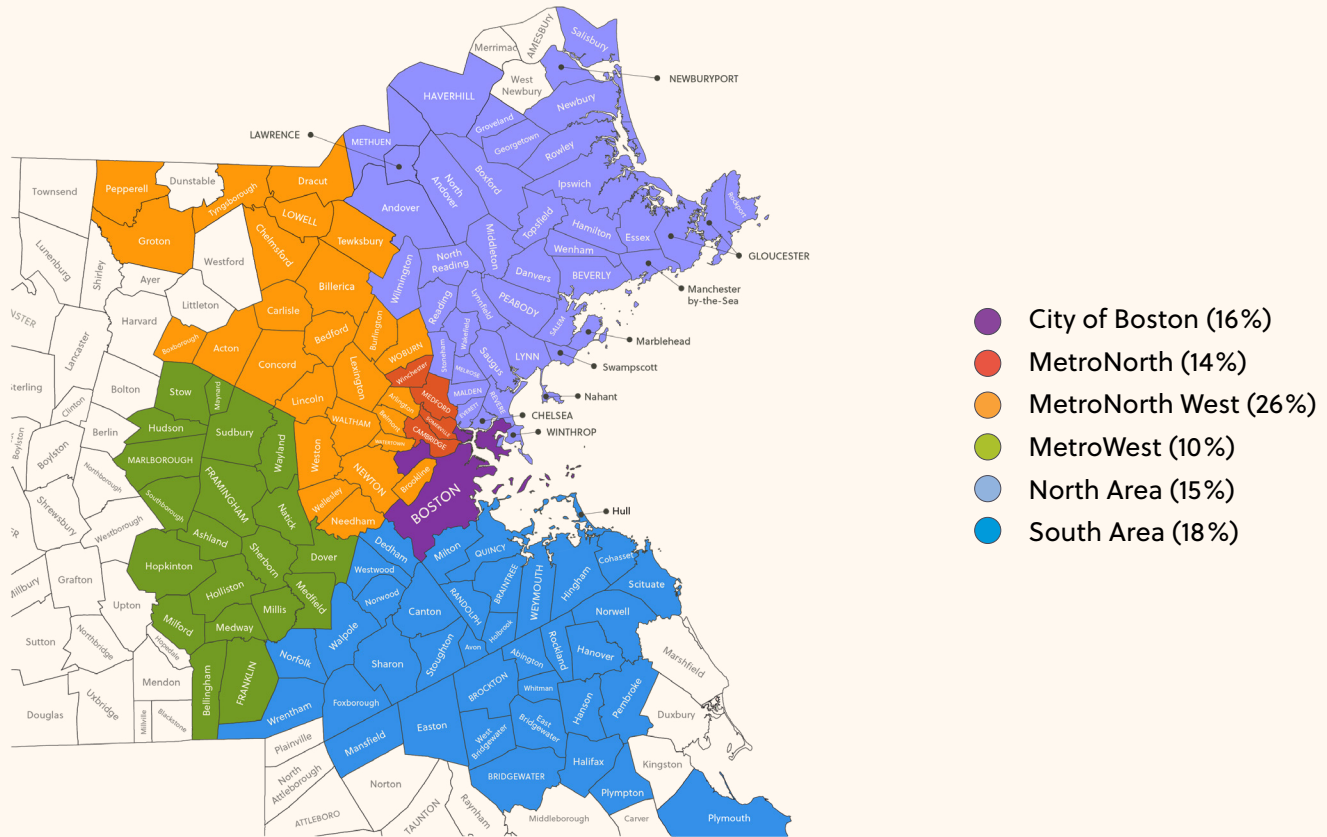 AMESBURY
Salisbury
Merrimac
NEWBURYPORT
West
Newbury
HAVERHILL
Newbury
Groveland
LAWRENCE
METHUEN
Georgetown
Rowley
Townsend
Pepperell
Dunstable
Tyngsborough
Dracut
Andover
North
Andover
Boxford
Ipswich
Rockport
LOWELL
Topsfield
Hamilton
Essex
Groton
Chelmsford
Tewksbury
Middleton
Wenham
GLOUCESTER
Lunenburg
Shirley
Ayer
Westford
Wilmington
North
Reading
Danvers
BEVERLY
Manchester
by-the-Sea
Littleton
Billerica
Carlisle
Reading
Lynnfield
PEABODY
SALEM
Marblehead
Harvard
Lancaster
Boxborough
Acton
Bedford
Burlington
WOBURN
Stoneham
Wakefield
Saugus
LYNN
Swampscott
Concord
Lexington
Winchester
MELROSE
Nahant
Bolton
Stow
Maynard
Lincoln
Arlington
MEDFORD
MALDEN
REVERE
EVERETT
CHELSEA
Clinton
Sudbury
WALTHAM
Belmont
SOMERVILLE
CAMBRIDGE
WINTHROP
Berlin
Hudson
Wayland
Weston
WATERTOWN
Boylston
Boylston
MARLBOROUGH
NEWTON
Brookline
Northborough
FRAMINGHAM
Wellesley
BOSTON
Southborough
Natick
Needham
Hull
Shrewsbury
Westborough
Ashland
Sherborn
Dover
Dedham
Milton
QUINCY
Cohasset
Westwood
Hopkinton
Holliston
Medfield
Norwood
Canton
RANDOLPH
BRAINTREE
WEYMOUTH
Hingham
Scituate
Grafton
Upton
Millis
Milford
Medway
Walpole
Norwell
Sutton
Northbridge
Hopedale
Norfolk
Sharon
Stoughton
Avon
Holbrook
Abington
Rockland
Hanover
Marshfield
Mendon
Bellingham
FRANKLIN
BROCKTON
Whitman
Hanson
Pembroke
Douglas
Uxbridge
Millville
Blackstone
Wrentham
Foxborough
Easton
West
Bridgewater
East
Bridgewater
Duxbury
Plainville
Mansfield
Halifax
Kingston
North
Attleborough
Norton
BRIDGEWATER
Plympton
ATTLEBORO
TAUNTON
Raynham
Middleborough
Carver
Plymouth
City of Boston (16%)
MetroNorth (14%)
MetroNorth West (26%)
MetroWest (10%)
North Area (15%)
South Area (18%)